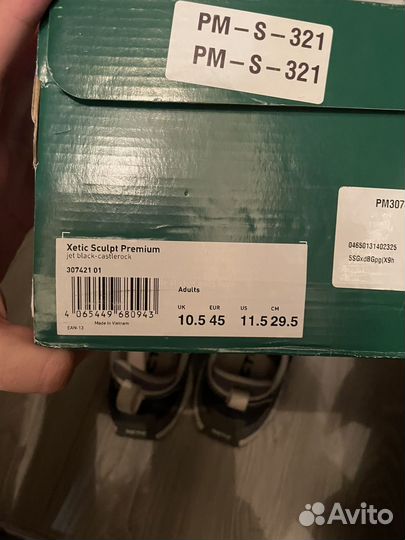 PM-S-321
PM-S-321
PM307
04650131402325
5SGxdBGpg(X9h
Xetic Sculpt Premium
jet black-castlerock
307421 01
Adults
UK EUR US CM
10.5 45 11.5 29.5
4 065449 680943
EAN-13 Made in Vietnam
Avito